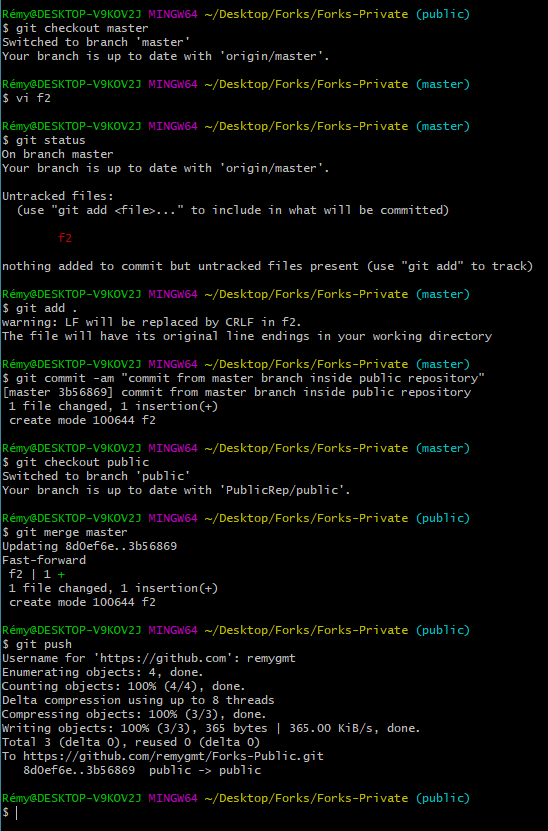 Rémy@DESKTOP-V9KOV2J MINGW64 ~/Desktop/Forks/Forks-Private (public)
$ git checkout master
Switched to branch 'master'
Your branch is up to date with 'origin/master'.
Rémy@DESKTOP-V9KOV2J MINGW64 ~/Desktop/Forks/Forks-Private (master)
$ vi f2
Rémy@DESKTOP-V9KOV2J MINGW64 ~/Desktop/Forks/Forks-Private (master)
$ git status
On branch master
Your branch is up to date with 'origin/master'.
Untracked files:
  (use "git add <file>..." to include in what will be committed)
        f2
nothing added to commit but untracked files present (use "git add" to track)
Rémy@DESKTOP-V9KOV2J MINGW64 ~/Desktop/Forks/Forks-Private (master)
$ git add .
warning: LF will be replaced by CRLF in f2.
The file will have its original line endings in your working directory
Rémy@DESKTOP-V9KOV2J MINGW64 ~/Desktop/Forks/Forks-Private (master)
$ git commit -am "commit from master branch inside public repository"
[master 3b56869] commit from master branch inside public repository
 1 file changed, 1 insertion(+)
 create mode 100644 f2
Rémy@DESKTOP-V9KOV2J MINGW64 ~/Desktop/Forks/Forks-Private (master)
$ git checkout public
Switched to branch 'public'
Your branch is up to date with 'PublicRep/public'.
Rémy@DESKTOP-V9KOV2J MINGW64 ~/Desktop/Forks/Forks-Private (public)
$ git merge master
Updating 8d0ef6e..3b56869
Fast-forward
 f2 | 1 +
 1 file changed, 1 insertion(+)
 create mode 100644 f2
Rémy@DESKTOP-V9KOV2J MINGW64 ~/Desktop/Forks/Forks-Private (public)
$ git push
Username for 'https://github.com': remygmt
Enumerating objects: 4, done.
Counting objects: 100% (4/4), done.
Delta compression using up to 8 threads
Compressing objects: 100% (3/3), done.
Writing objects: 100% (3/3), 365 bytes | 365.00 KiB/s, done.
Total 3 (delta 0), reused 0 (delta 0)
To https://github.com/remygmt/Forks-Public.git
   8d0ef6e..3b56869  public -> public
Rémy@DESKTOP-V9KOV2J MINGW64 ~/Desktop/Forks/Forks-Private (public)
$